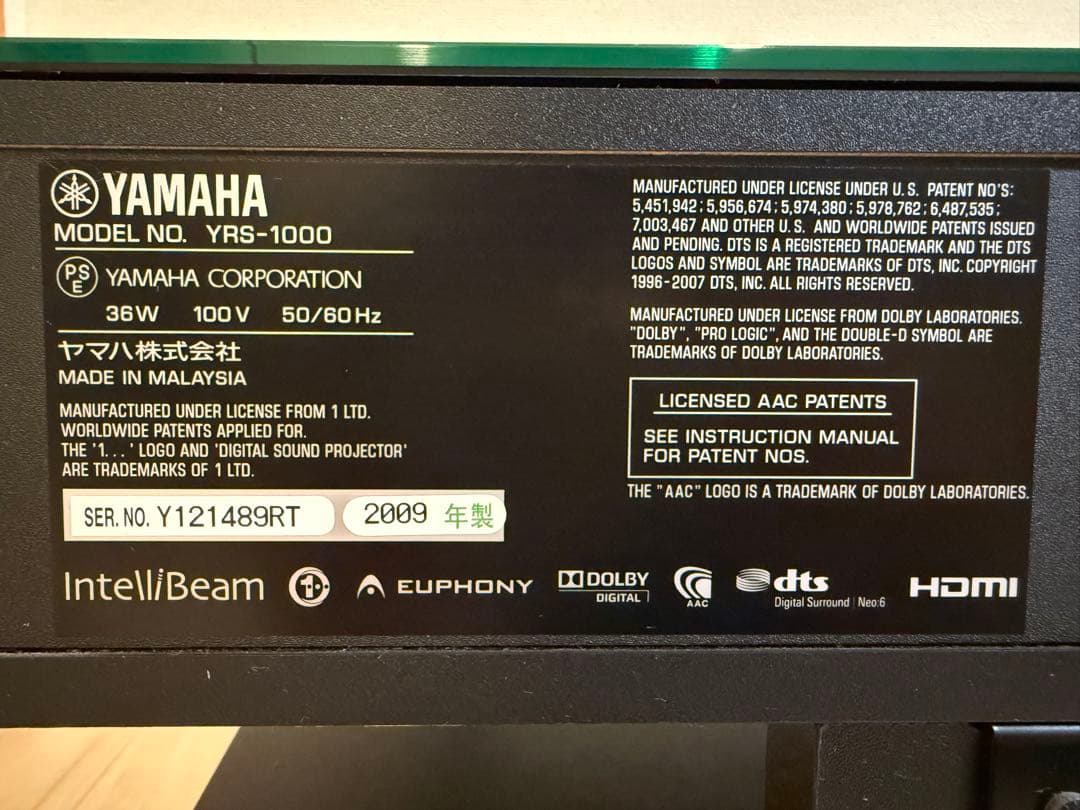 YAMAHA
MODEL NO. YRS-1000
PSE YAMAHA CORPORATION
36W 100V 50/60Hz
ヤマハ株式会社
MADE IN MALAYSIA
MANUFACTURED UNDER LICENSE FROM 1 LTD.
WORLDWIDE PATENTS APPLIED FOR.
THE '1...' LOGO AND 'DIGITAL SOUND PROJECTOR'
ARE TRADEMARKS OF 1 LTD.
SER. NO. Y121489RT 2009 年製
MANUFACTURED UNDER LICENSE UNDER U.S. PATENT NO'S:
5,451,942; 5,956,674; 5,974,380; 5,978,762; 6,487,535;
7,003,467 AND OTHER U.S. AND WORLDWIDE PATENTS ISSUED
AND PENDING. DTS IS A REGISTERED TRADEMARK AND THE DTS
LOGOS AND SYMBOL ARE TRADEMARKS OF DTS, INC. COPYRIGHT
1996-2007 DTS, INC. ALL RIGHTS RESERVED.
MANUFACTURED UNDER LICENSE FROM DOLBY LABORATORIES.
"DOLBY", "PRO LOGIC", AND THE DOUBLE-D SYMBOL ARE
TRADEMARKS OF DOLBY LABORATORIES.
LICENSED AAC PATENTS
SEE INSTRUCTION MANUAL
FOR PATENT NOS.
THE "AAC" LOGO IS A TRADEMARK OF DOLBY LABORATORIES.
IntelliBeam 1 EUPHONY DOLBY DIGITAL AAC dts Digital Surround | Neo:6 HDMI